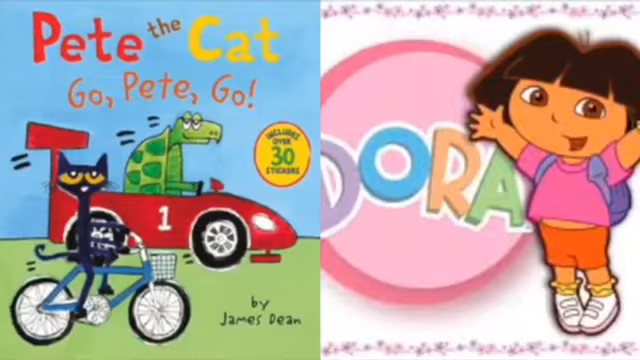 Pete the Cat
Go, Pete, Go!
INCLUDES
OVER
30
STICKERS
1
by
James Dean
DORA